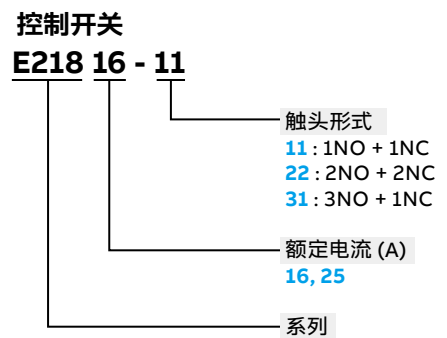 控制开关
E218 16 - 11
触头形式
11 : 1NO + 1NC
22 : 2NO + 2NC
31 : 3NO + 1NC
额定电流 (A)
16, 25
系列